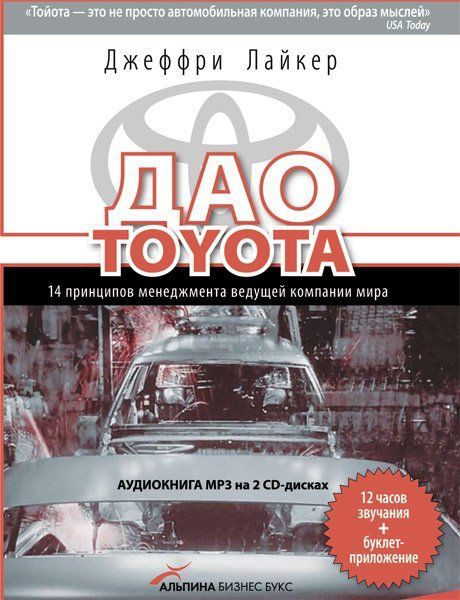 «Тойота — это не просто автомобильная компания, это образ мыслей»
USA Today
Джеффри Лайкер
ДАО
TOYOTA
14 принципов менеджмента ведущей компании мира
АУДИОКНИГА MP3 на 2 CD-дисках
12 часов
звучания
+
буклет-
приложение
АЛЬПИНА БИЗНЕС БУКС